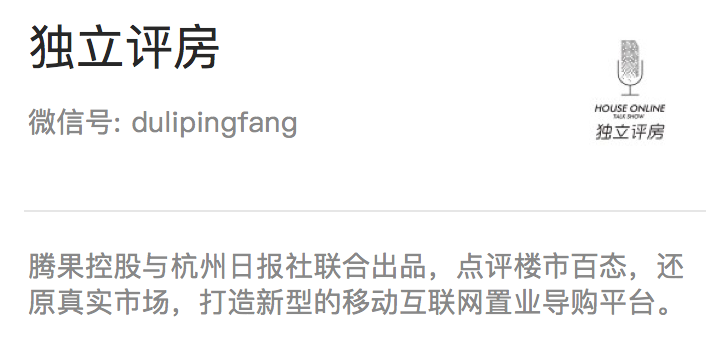 独立评房
微信号: dulipingfang
HOUSE ONLINE
TALK SHOW
独立评房
腾果控股与杭州日报社联合出品，点评楼市百态，还
原真实市场，打造新型的移动互联网置业导购平台。